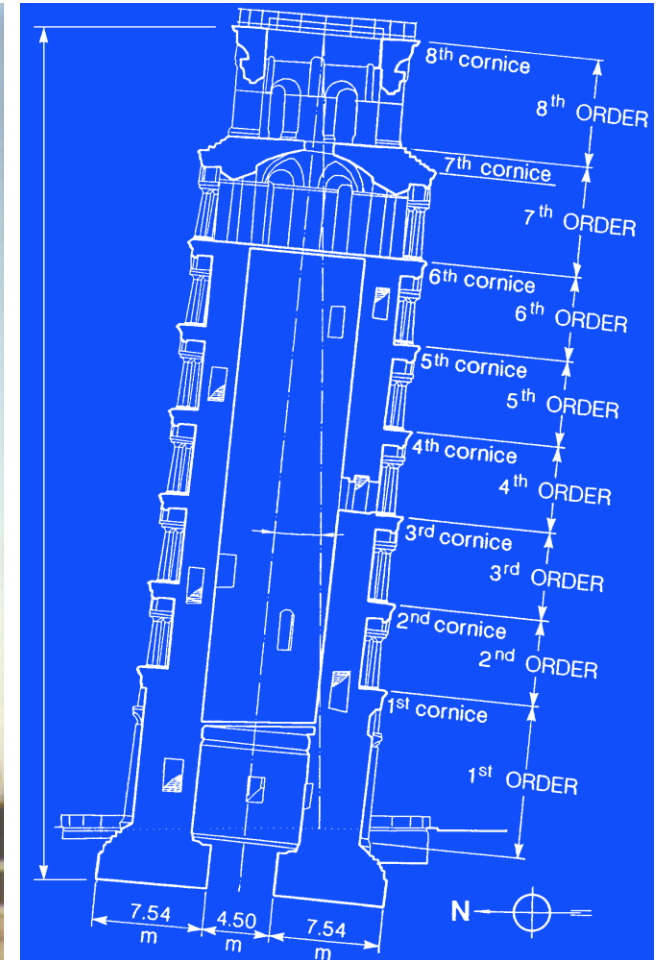 8th cornice
8th ORDER
7th cornice
7th ORDER
6th cornice
6th ORDER
5th cornice
5th ORDER
4th cornice
4th ORDER
3rd cornice
3rd ORDER
2nd cornice
2nd ORDER
1st cornice
1st ORDER
7.54 m
4.50 m
7.54 m
N